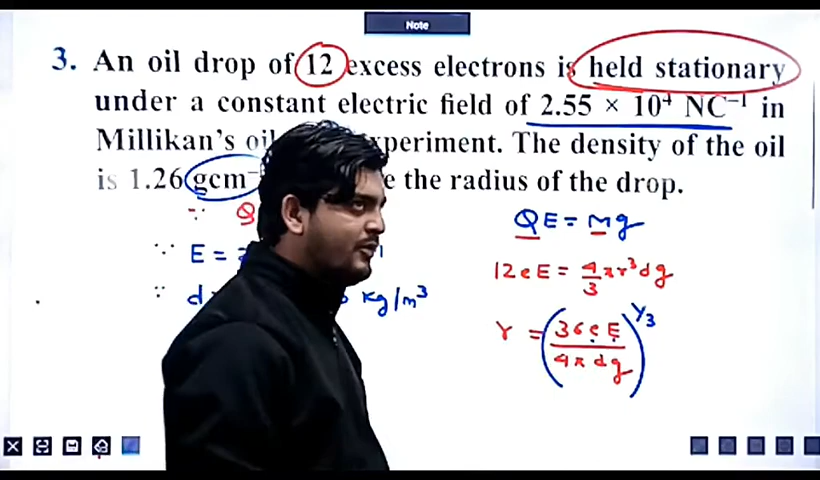 Note
3. An oil drop of 12 excess electrons is held stationary
under a constant electric field of 2.55 × 10⁴ NC⁻¹ in
Millikan's oil experiment. The density of the oil
is 1.26 gcm⁻ the radius of the drop.
∵ Q
QE = Mg
∵ E =
12eE = 4/3 πr³dg
∵ d kg/m³
r = (36eE / 4πdg)^1/3